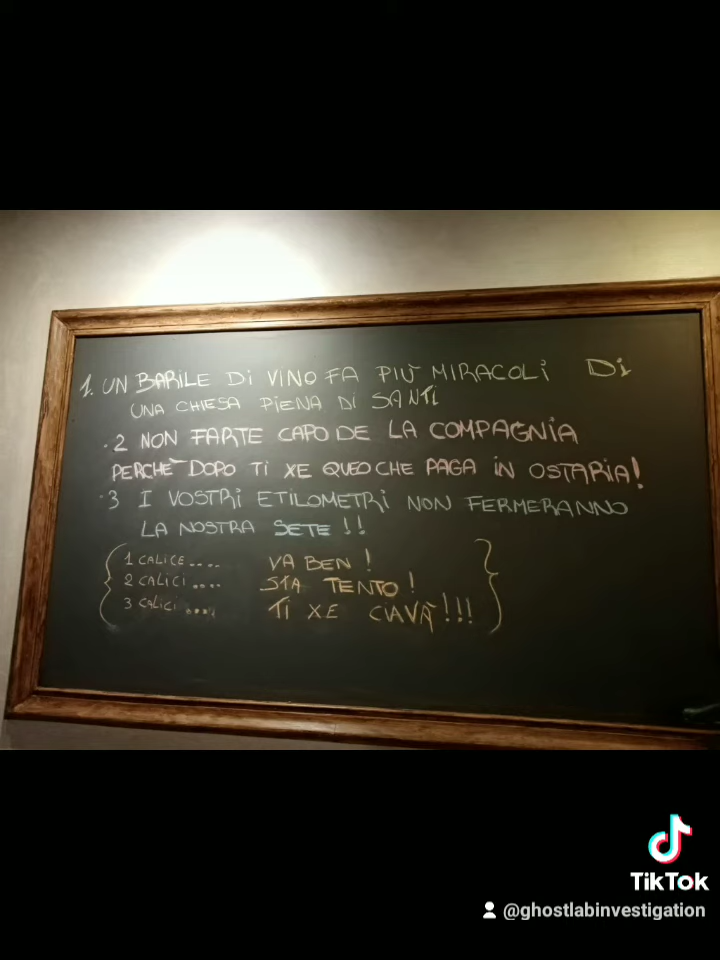 1. UN BARILE Di VINO FA PIÙ MIRACOLI Di
UNA CHIESA PIENA DI SANTI
.2 NON FARTE CAPO DE LA COMPAGNIA
PERCHÈ DOPO TI XE QUEO CHE PAGA IN OSTARIA!
.3 I VOSTRI ETILOMETRI NON FERMERANNO
LA NOSTRA SETE !!
1 CALICE.... VA BEN !
2 CALICI .... STA TENTO !
3 CALICI .... Ti XE CIAVÀ !!!
TikTok
@ghostlabinvestigation